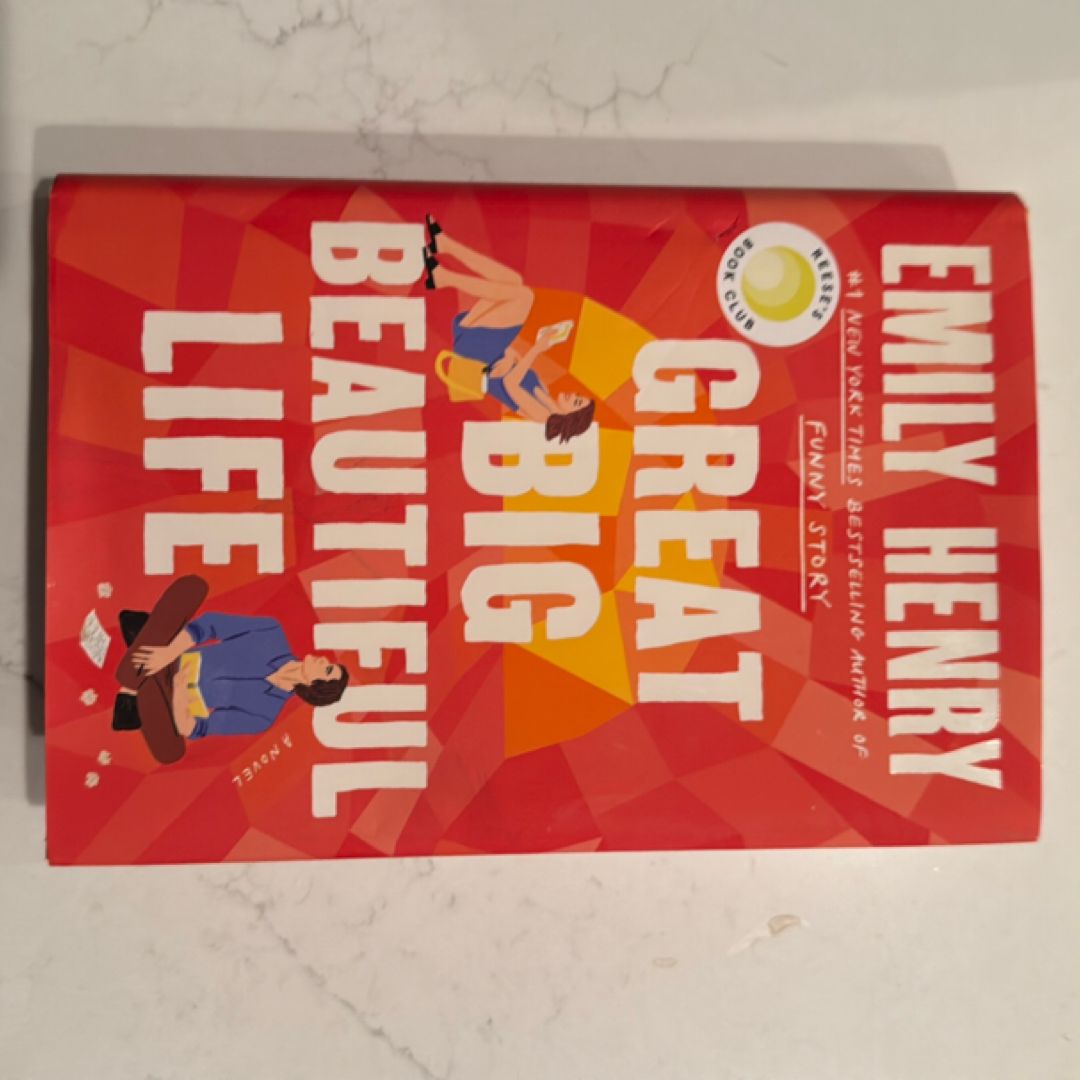 EMILY HENRY
#1 NEW YORK TIMES BESTSELLING AUTHOR OF
FUNNY STORY
REESE'S
BOOK CLUB
GREAT
BIG
BEAUTIFUL
LIFE
A NOVEL